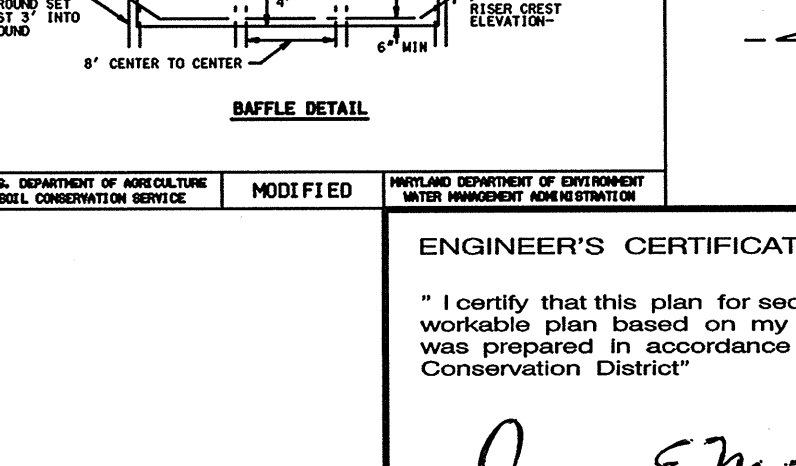 ROUND SET
ST 3' INTO
OUND
4'
RISER CREST
ELEVATION-
6" MIN
8' CENTER TO CENTER
BAFFLE DETAIL
S. DEPARTMENT OF AGRICULTURE
SOIL CONSERVATION SERVICE
MODIFIED
MARYLAND DEPARTMENT OF ENVIRONMENT
WATER MANAGEMENT ADMINISTRATION
ENGINEER'S CERTIFICAT
" I certify that this plan for sed
workable plan based on my
was prepared in accordance
Conservation District"